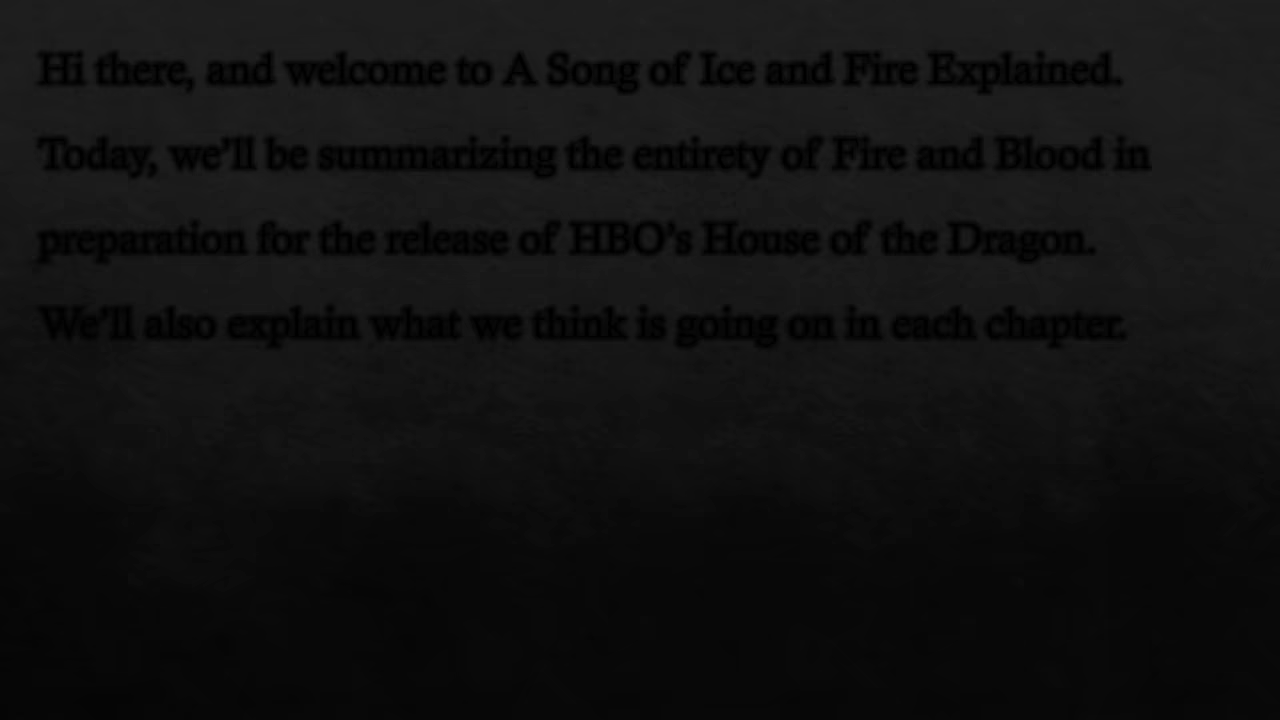 Hi there, and welcome to A Song of Ice and Fire Explained.
Today, we’ll be summarizing the entirety of Fire and Blood in
preparation for the release of HBO’s House of the Dragon.
We’ll also explain what we think is going on in each chapter.